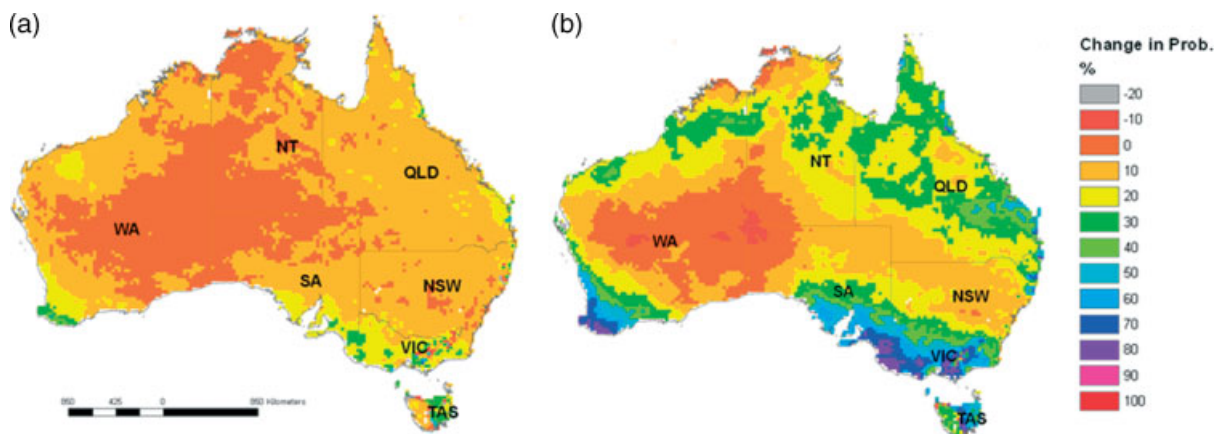 (a)
(b)
WA
NT
QLD
SA
NSW
VIC
TAS
850 425 0 850 Kilometers
WA
NT
QLD
SA
NSW
VIC
TAS
Change in Prob.
%
-20
-10
0
10
20
30
40
50
60
70
80
90
100